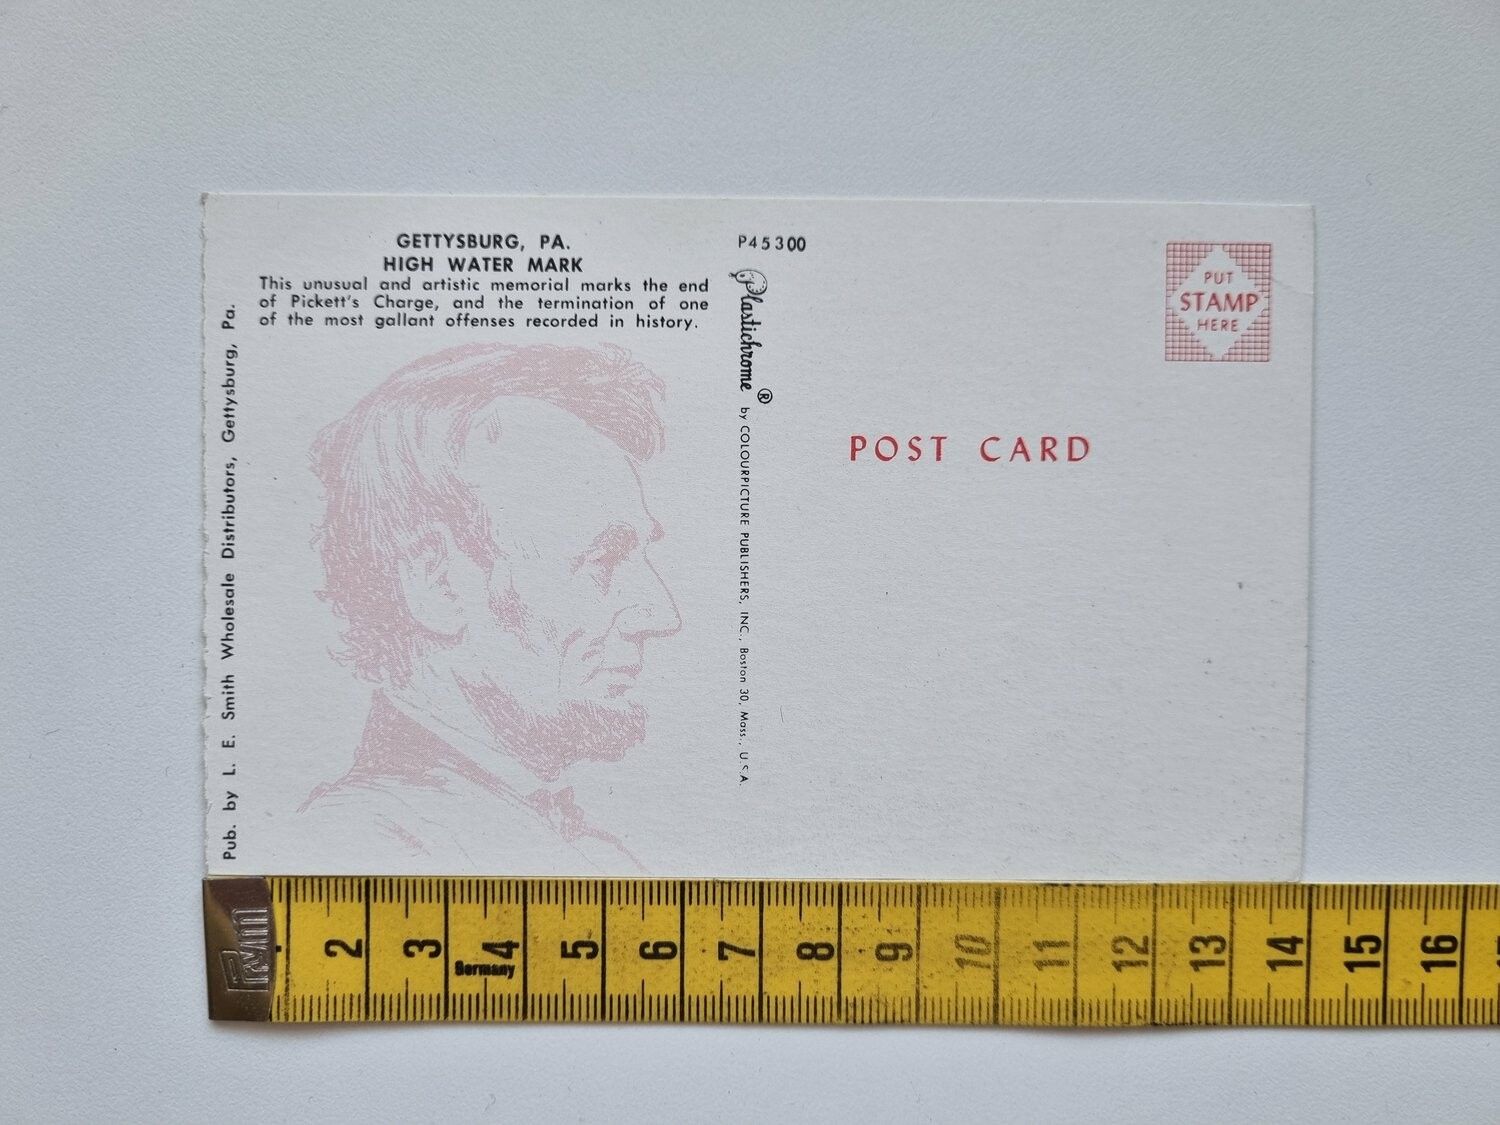 GETTYSBURG, PA.
HIGH WATER MARK
This unusual and artistic memorial marks the end
of Pickett's Charge, and the termination of one
of the most gallant offenses recorded in history.
Pub. by L. E. Smith Wholesale Distributors, Gettysburg, Pa.
P45300
Plastichrome ®
by COLOURPICTURE PUBLISHERS, INC., Boston 30, Mass., U.S.A.
PUT
STAMP
HERE
POST CARD
Prym
1 2 3 4 5 6 7 8 9 10 11 12 13 14 15 16
Germany